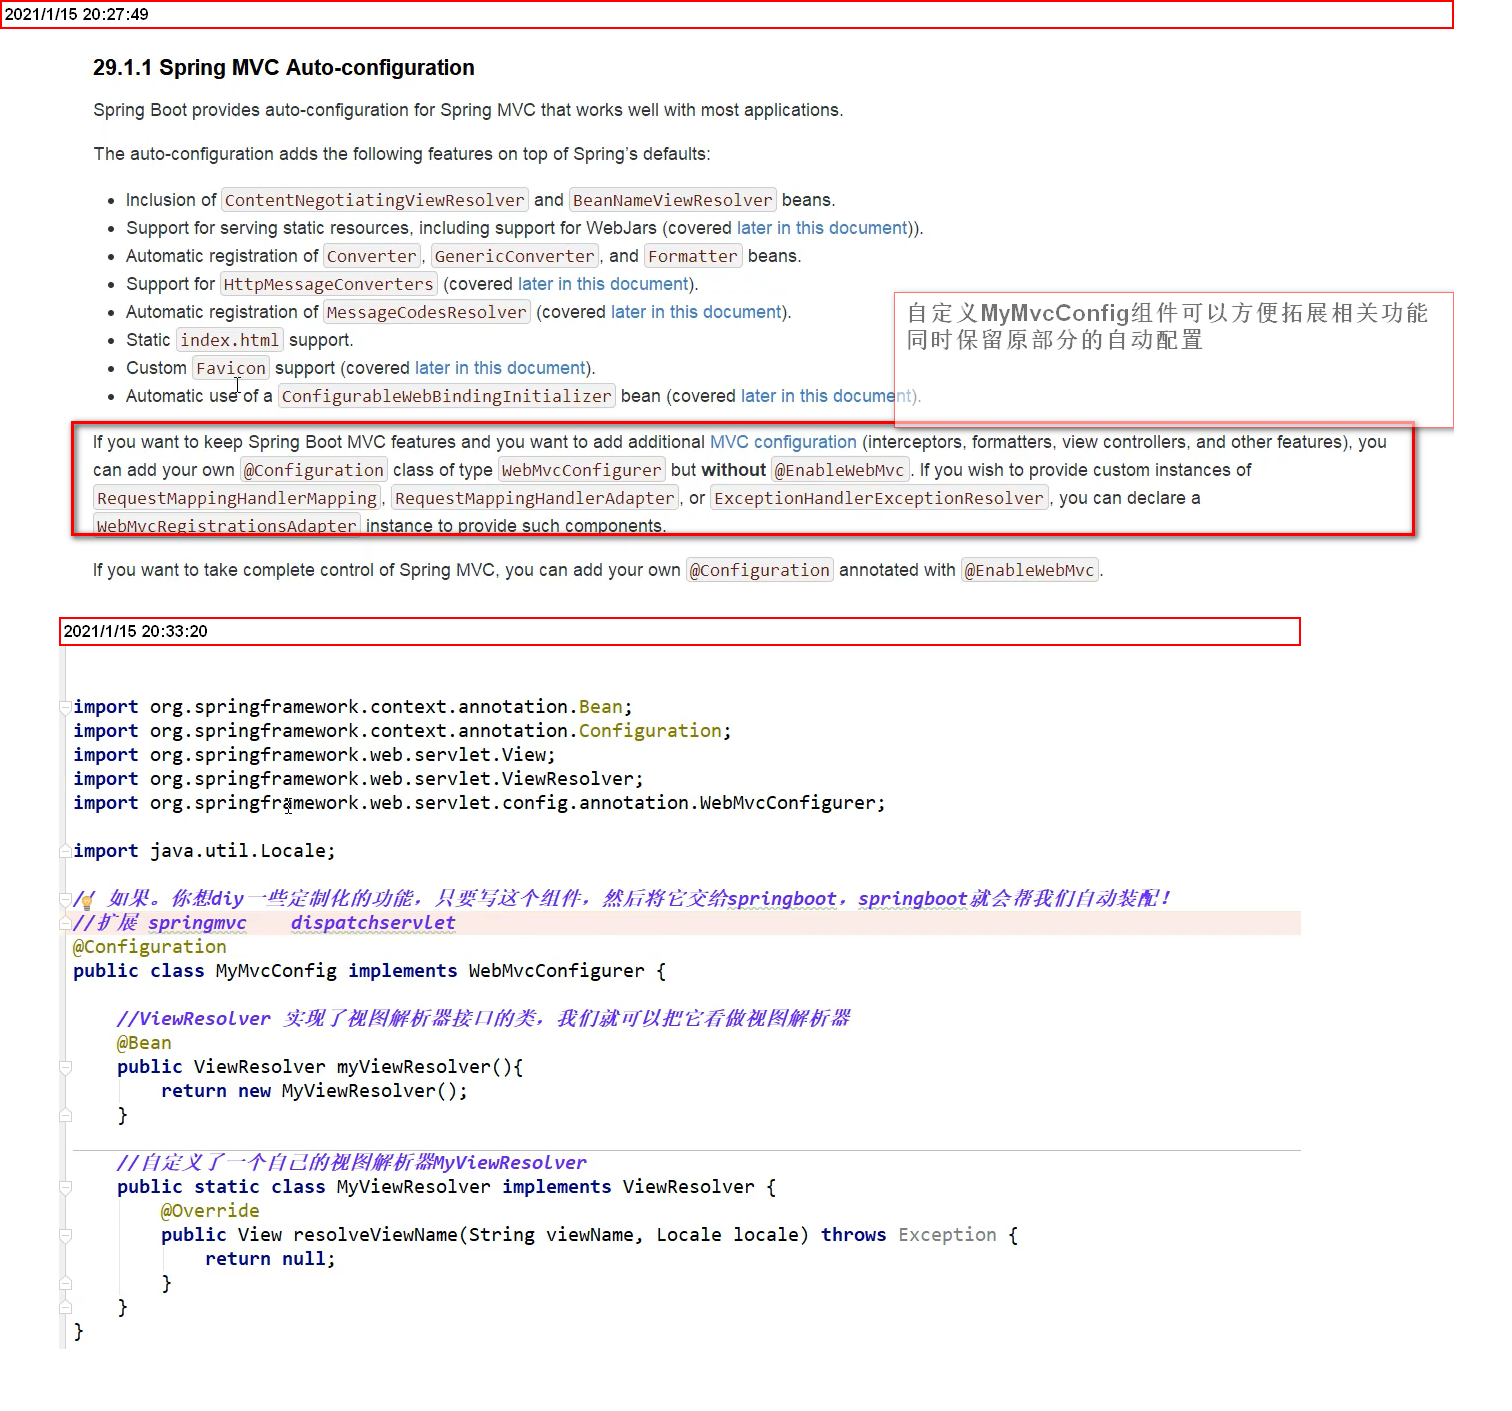 2021/1/15 20:27:49
29.1.1 Spring MVC Auto-configuration
Spring Boot provides auto-configuration for Spring MVC that works well with most applications.
The auto-configuration adds the following features on top of Spring’s defaults:
• Inclusion of ContentNegotiatingViewResolver and BeanNameViewResolver beans.
• Support for serving static resources, including support for WebJars (covered later in this document)).
• Automatic registration of Converter, GenericConverter, and Formatter beans.
• Support for HttpMessageConverters (covered later in this document).
• Automatic registration of MessageCodesResolver (covered later in this document).
• Static index.html support.
• Custom Favicon support (covered later in this document).
• Automatic use of a ConfigurableWebBindingInitializer bean (covered later in this document).
自定义MyMvcConfig组件可以方便拓展相关功能
同时保留原部分的自动配置
If you want to keep Spring Boot MVC features and you want to add additional MVC configuration (interceptors, formatters, view controllers, and other features), you
can add your own @Configuration class of type WebMvcConfigurer but without @EnableWebMvc. If you wish to provide custom instances of
RequestMappingHandlerMapping, RequestMappingHandlerAdapter, or ExceptionHandlerExceptionResolver, you can declare a
WebMvcRegistrationsAdapter instance to provide such components.
If you want to take complete control of Spring MVC, you can add your own @Configuration annotated with @EnableWebMvc.
2021/1/15 20:33:20
import org.springframework.context.annotation.Bean;
import org.springframework.context.annotation.Configuration;
import org.springframework.web.servlet.View;
import org.springframework.web.servlet.ViewResolver;
import org.springframework.web.servlet.config.annotation.WebMvcConfigurer;
import java.util.Locale;
// 如果。你想diy一些定制化的功能，只要写这个组件，然后将它交给springboot，springboot就会帮我们自动装配！
//扩展 springmvc    dispatchservlet
@Configuration
public class MyMvcConfig implements WebMvcConfigurer {
    //ViewResolver 实现了视图解析器接口的类，我们就可以把它看做视图解析器
    @Bean
    public ViewResolver myViewResolver(){
        return new MyViewResolver();
    }
    //自定义了一个自己的视图解析器MyViewResolver
    public static class MyViewResolver implements ViewResolver {
        @Override
        public View resolveViewName(String viewName, Locale locale) throws Exception {
            return null;
        }
    }
}